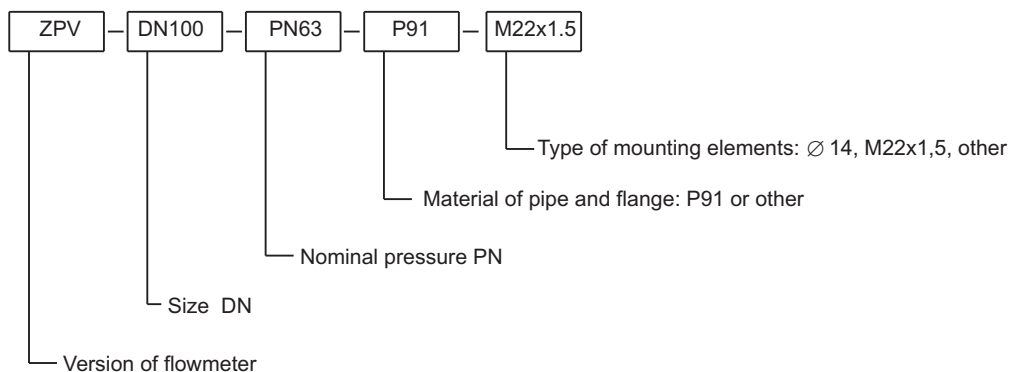 ZPV – DN100 – PN63 – P91 – M22x1.5
Type of mounting elements: ∅ 14, M22x1,5, other
Material of pipe and flange: P91 or other
Nominal pressure PN
Size DN
Version of flowmeter